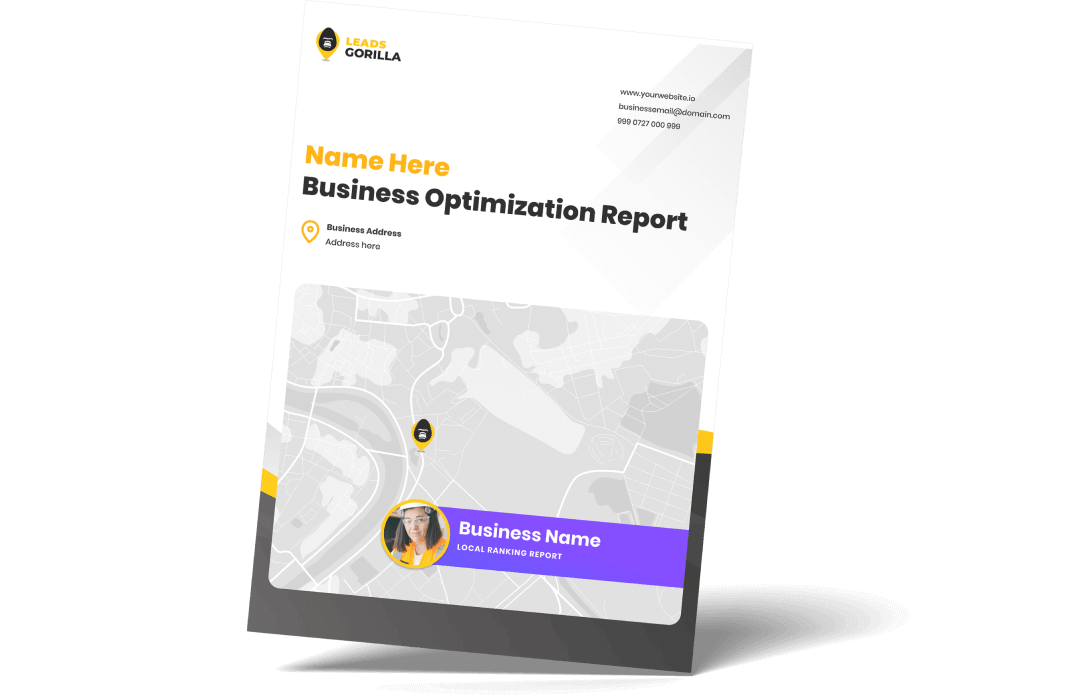 LEADS
GORILLA
www.yourwebsite.io
businessemail@domain.com
999 0727 000 999
Name Here
Business Optimization Report
Business Address
Address here
Business Name
LOCAL RANKING REPORT